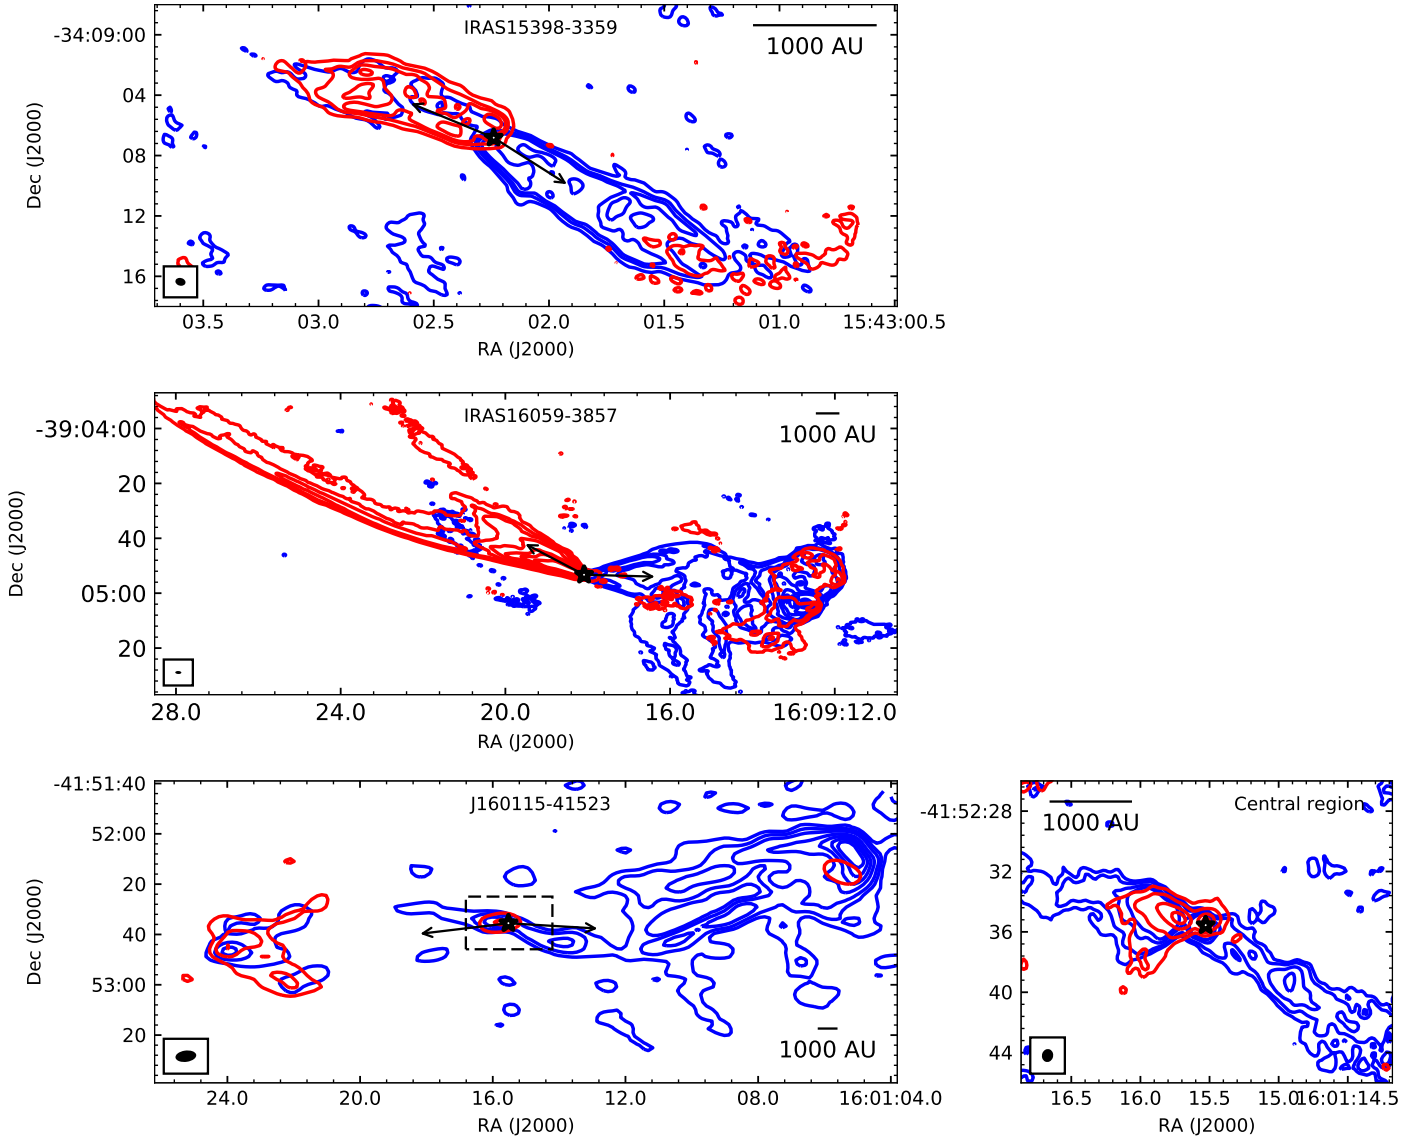 IRAS15398-3359
1000 AU
-34:09:00
04
08
12
16
Dec (J2000)
03.5 03.0 02.5 02.0 01.5 01.0 15:43:00.5
RA (J2000)
IRAS16059-3857
1000 AU
-39:04:00
20
40
05:00
20
Dec (J2000)
28.0 24.0 20.0 16.0 16:09:12.0
RA (J2000)
J160115-41523
1000 AU
-41:51:40
52:00
20
40
53:00
20
Dec (J2000)
24.0 20.0 16.0 12.0 08.0 16:01:04.0
RA (J2000)
Central region
1000 AU
-41:52:28
32
36
40
44
16.5 16.0 15.5 15.0 16:01:14.5
RA (J2000)